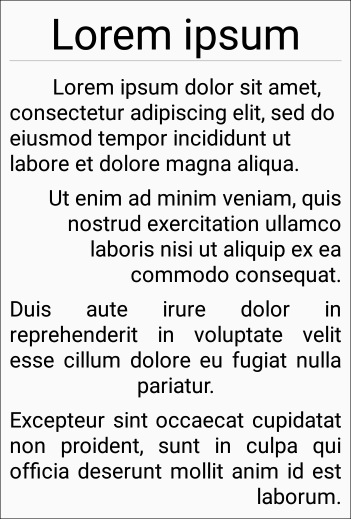 Lorem ipsum
Lorem ipsum dolor sit amet,
consectetur adipiscing elit, sed do
eiusmod tempor incididunt ut
labore et dolore magna aliqua.
Ut enim ad minim veniam, quis
nostrud exercitation ullamco
laboris nisi ut aliquip ex ea
commodo consequat.
Duis aute irure dolor in
reprehenderit in voluptate velit
esse cillum dolore eu fugiat nulla
pariatur.
Excepteur sint occaecat cupidatat
non proident, sunt in culpa qui
officia deserunt mollit anim id est
laborum.